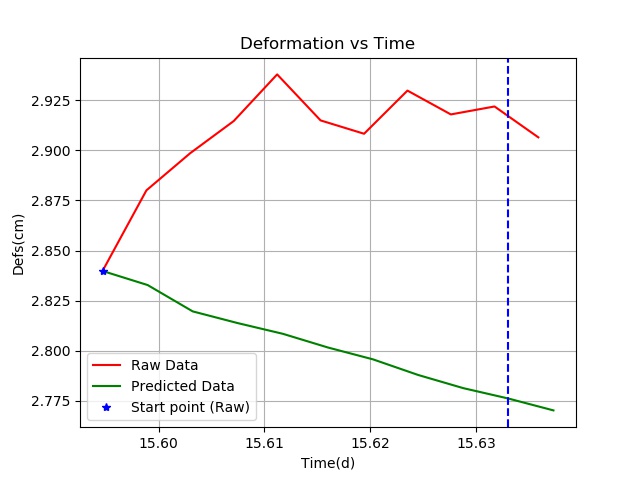 Deformation vs Time
Defs(cm)
2.925
2.900
2.875
2.850
2.825
2.800
2.775
Raw Data
Predicted Data
Start point (Raw)
15.60
15.61
15.62
15.63
Time(d)